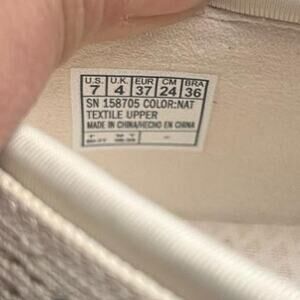 U.S. U.K. EUR CM BRA
7 4 37 24 36
SN 158705 COLOR:NAT
TEXTILE UPPER
MADE IN CHINA/HECHO EN CHINA